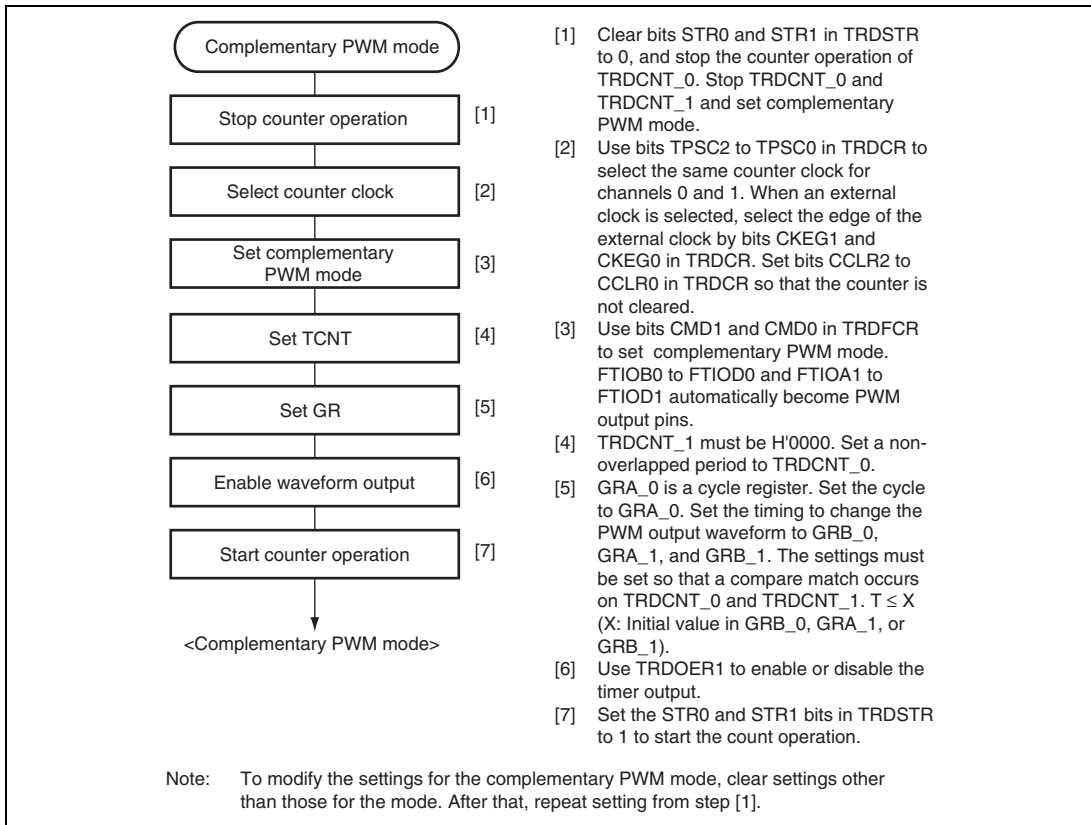 Complementary PWM mode
Stop counter operation
[1]
Select counter clock
[2]
Set complementary
PWM mode
[3]
Set TCNT
[4]
Set GR
[5]
Enable waveform output
[6]
Start counter operation
[7]
<Complementary PWM mode>
[1] Clear bits STR0 and STR1 in TRDSTR
to 0, and stop the counter operation of
TRDCNT_0. Stop TRDCNT_0 and
TRDCNT_1 and set complementary
PWM mode.
[2] Use bits TPSC2 to TPSC0 in TRDCR to
select the same counter clock for
channels 0 and 1. When an external
clock is selected, select the edge of the
external clock by bits CKEG1 and
CKEG0 in TRDCR. Set bits CCLR2 to
CCLR0 in TRDCR so that the counter is
not cleared.
[3] Use bits CMD1 and CMD0 in TRDFCR
to set complementary PWM mode.
FTIOB0 to FTIOD0 and FTIOA1 to
FTIOD1 automatically become PWM
output pins.
[4] TRDCNT_1 must be H'0000. Set a non-
overlapped period to TRDCNT_0.
[5] GRA_0 is a cycle register. Set the cycle
to GRA_0. Set the timing to change the
PWM output waveform to GRB_0,
GRA_1, and GRB_1. The settings must
be set so that a compare match occurs
on TRDCNT_0 and TRDCNT_1. T ≤ X
(X: Initial value in GRB_0, GRA_1, or
GRB_1).
[6] Use TRDOER1 to enable or disable the
timer output.
[7] Set the STR0 and STR1 bits in TRDSTR
to 1 to start the count operation.
Note: To modify the settings for the complementary PWM mode, clear settings other
than those for the mode. After that, repeat setting from step [1].